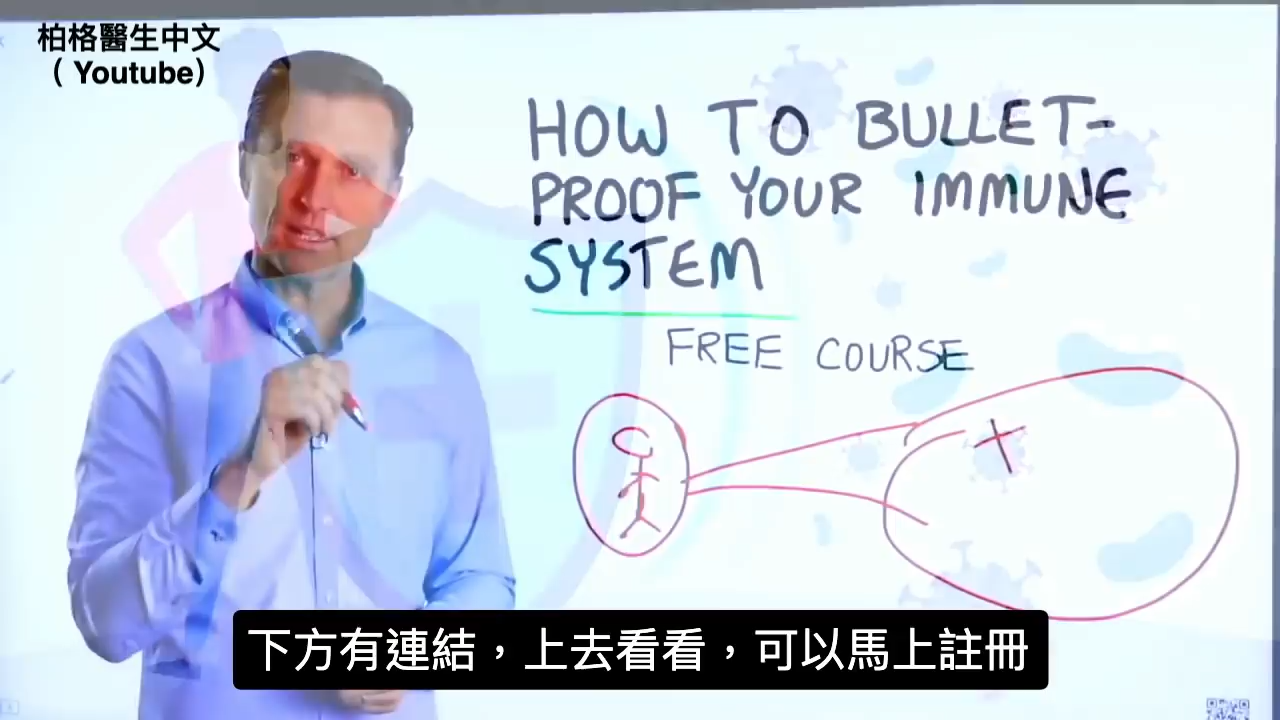 柏格醫生中文
（Youtube）
HOW TO BULLET-
PROOF YOUR IMMUNE
SYSTEM
FREE COURSE
下方有連結，上去看看，可以馬上註冊